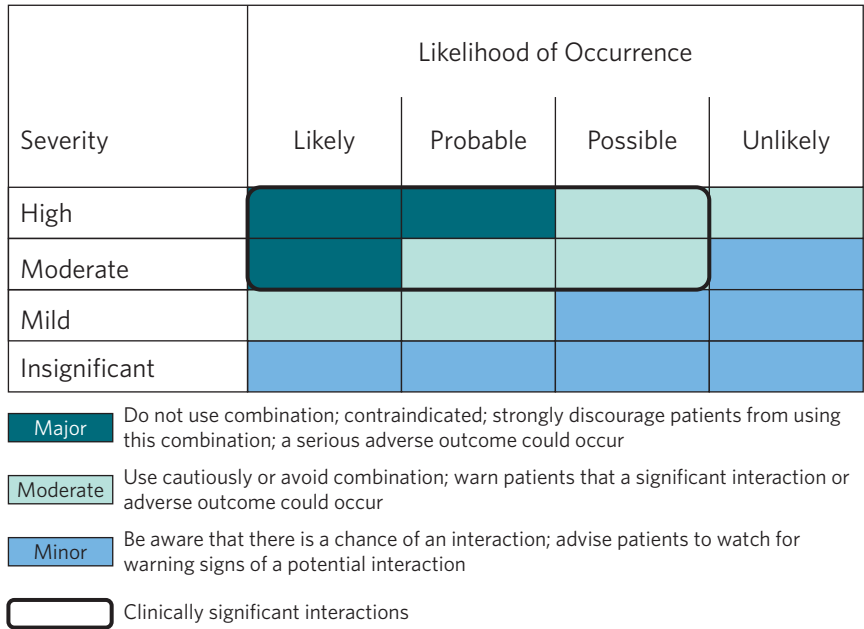 Likelihood of Occurrence
Severity Likely Probable Possible Unlikely
High
Moderate
Mild
Insignificant
Major Do not use combination; contraindicated; strongly discourage patients from using
this combination; a serious adverse outcome could occur
Moderate Use cautiously or avoid combination; warn patients that a significant interaction or
adverse outcome could occur
Minor Be aware that there is a chance of an interaction; advise patients to watch for
warning signs of a potential interaction
Clinically significant interactions